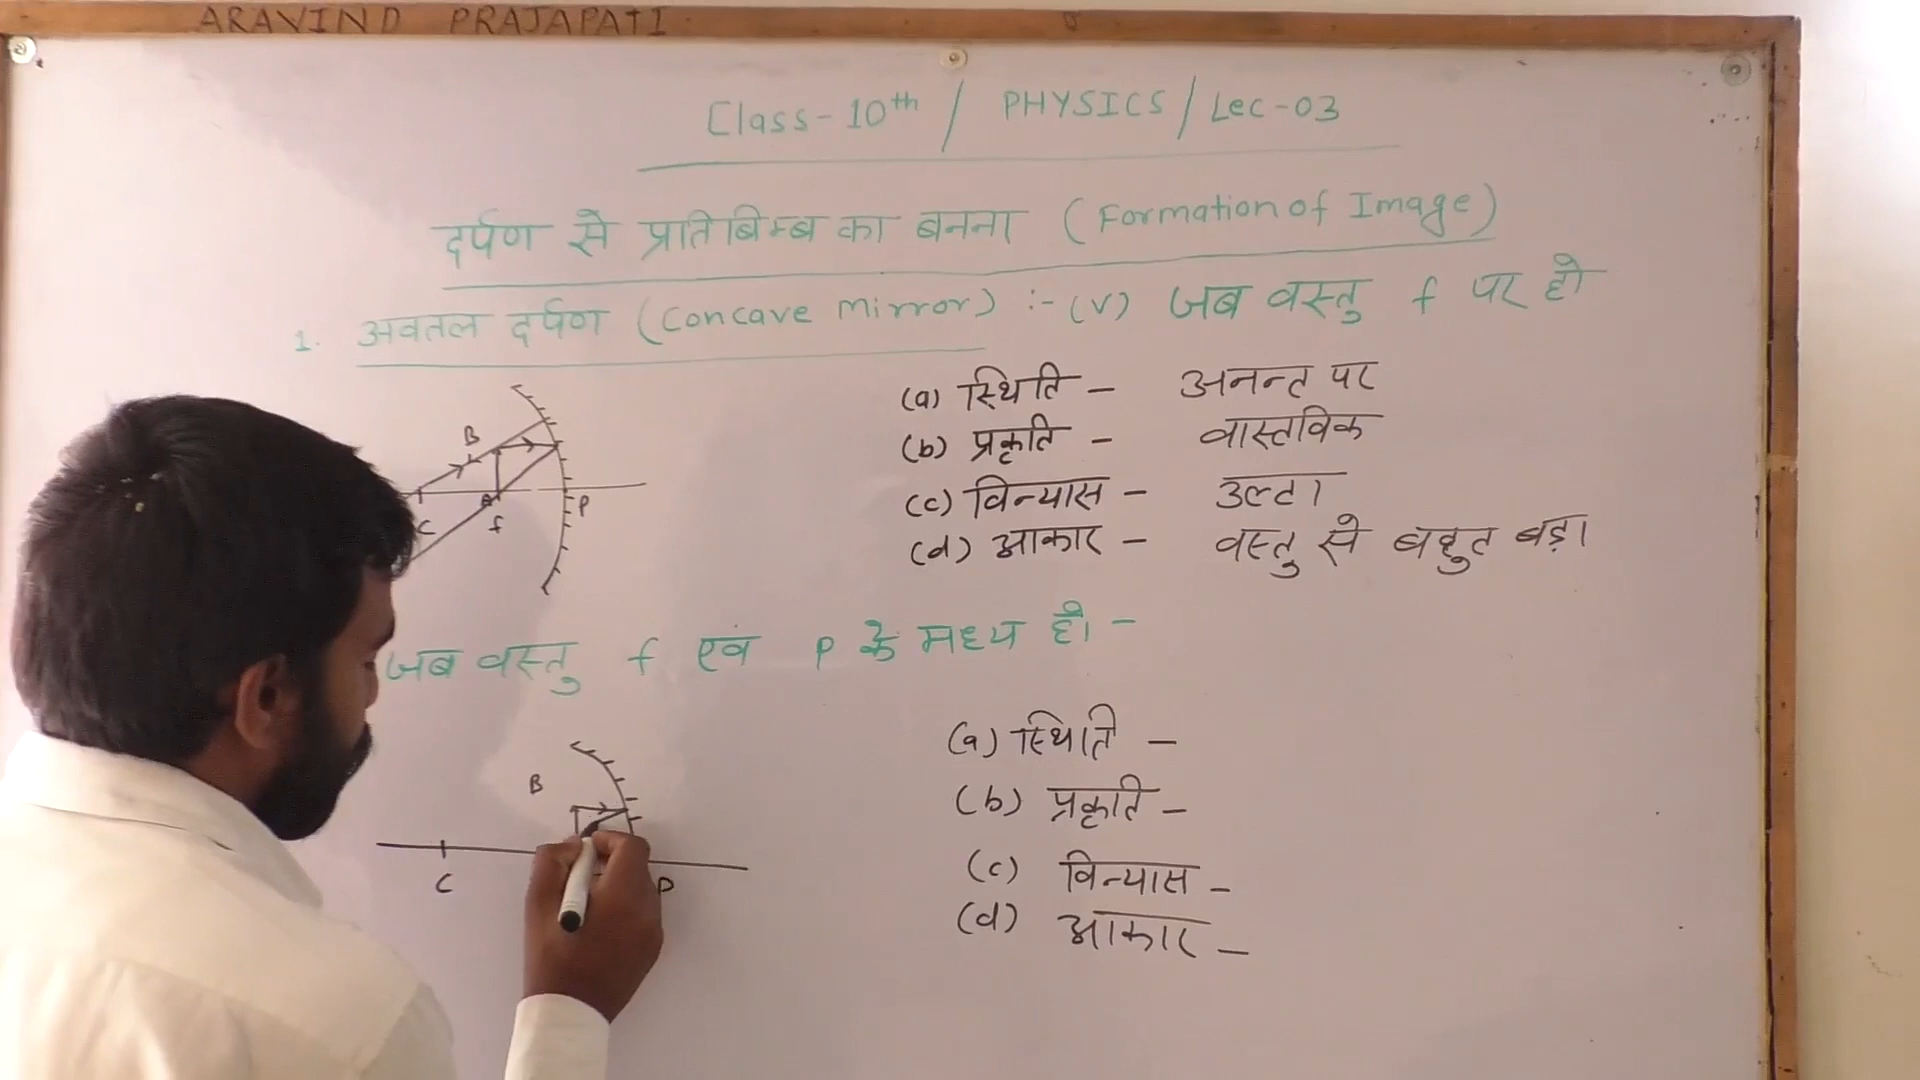 ARAVIND PRAJAPATI
Class-10th / PHYSICS / Lec-03
दर्पण से प्रतिबिम्ब का बनना (Formation of Image)
1. अवतल दर्पण (Concave Mirror) :- (V) जब वस्तु f पर हो
(a) स्थिति - अनन्त पर
(b) प्रकृति - वास्तविक
(c) विन्यास - उल्टा
(d) आकार - वस्तु से बहुत बड़ा
B
A
C
f
P
जब वस्तु f एवं P के मध्य हो -
(a) स्थिति -
(b) प्रकृति -
(c) विन्यास -
(d) आकार -
B
C
P